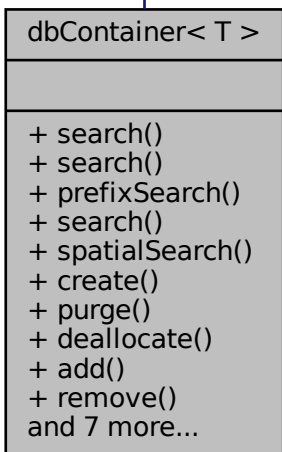 dbContainer< T >
+ search()
+ search()
+ prefixSearch()
+ search()
+ spatialSearch()
+ create()
+ purge()
+ deallocate()
+ add()
+ remove()
and 7 more...